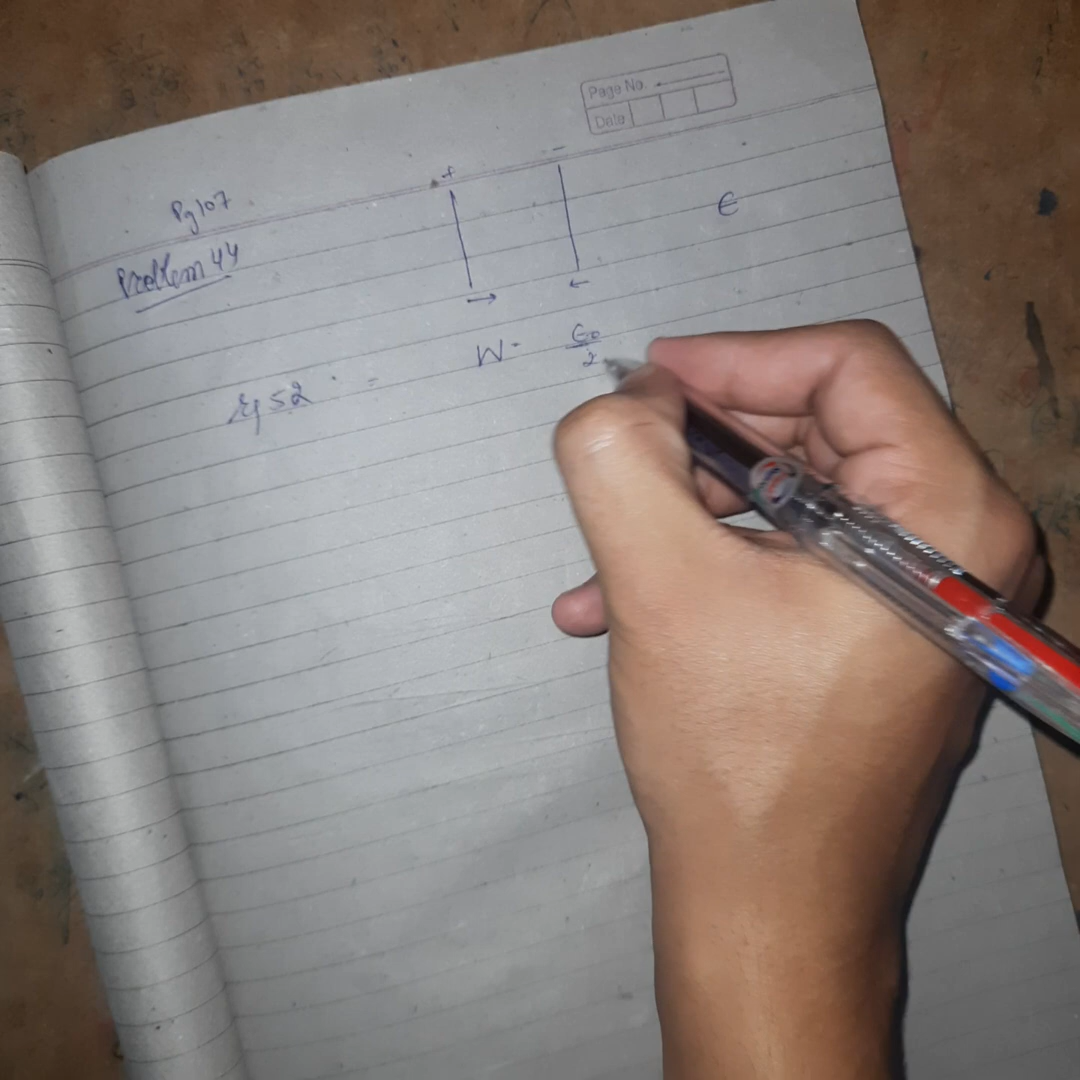 Page No.
Date
+ −
Pg 107
E
Problem 44
→ ←
W = ε₀
2
Eq 52 =